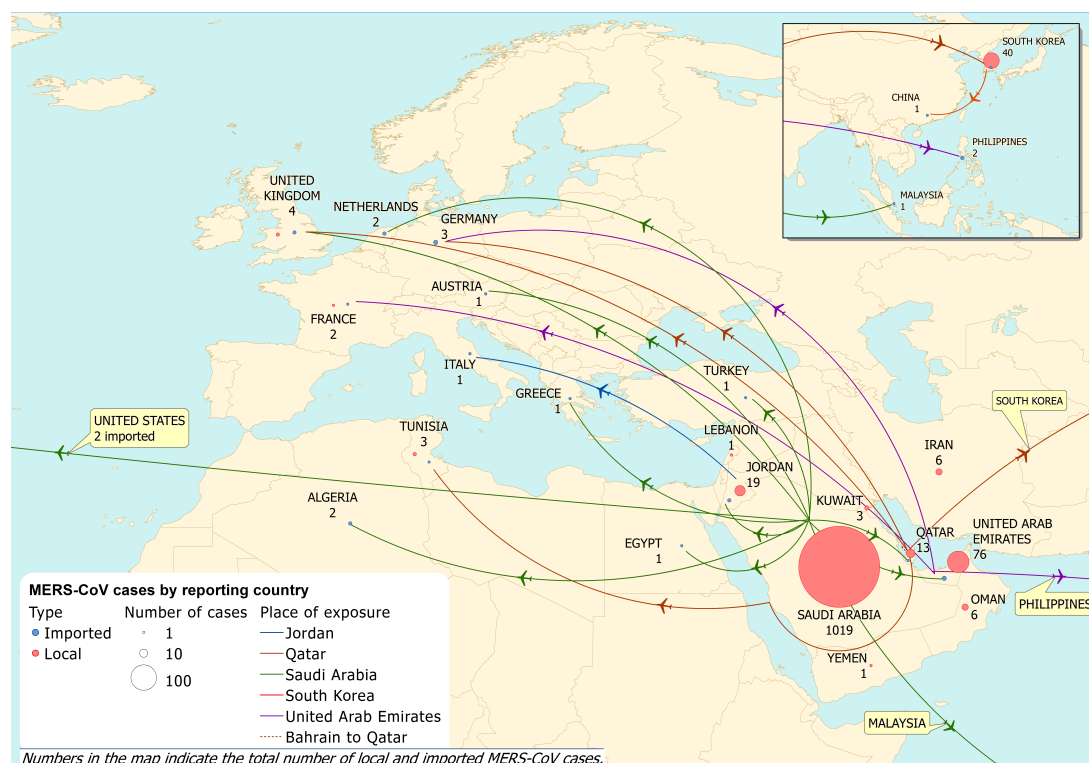 SOUTH KOREA
40
CHINA
1
PHILIPPINES
2
MALAYSIA
1
UNITED
KINGDOM
4
NETHERLANDS
2
GERMANY
3
AUSTRIA
1
FRANCE
2
ITALY
1
GREECE
1
TURKEY
1
UNITED STATES
2 imported
TUNISIA
3
LEBANON
1
SOUTH KOREA
IRAN
6
JORDAN
19
ALGERIA
2
KUWAIT
3
QATAR
13
UNITED ARAB
EMIRATES
76
EGYPT
1
PHILIPPINES
OMAN
6
SAUDI ARABIA
1019
YEMEN
1
MALAYSIA
MERS-CoV cases by reporting country
Type
Imported
Local
Number of cases
1
10
100
Place of exposure
Jordan
Qatar
Saudi Arabia
South Korea
United Arab Emirates
Bahrain to Qatar
Numbers in the map indicate the total number of local and imported MERS-CoV cases.